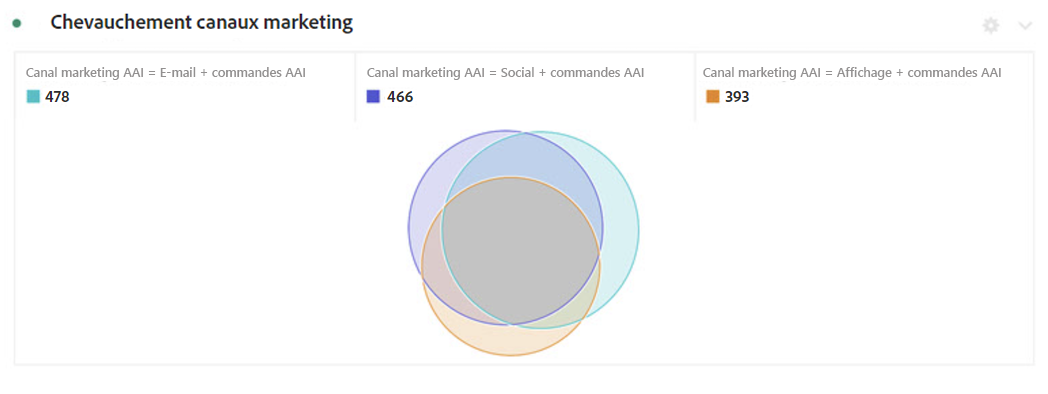 Chevauchement canaux marketing
Canal marketing AAI = E-mail + commandes AAI
478
Canal marketing AAI = Social + commandes AAI
466
Canal marketing AAI = Affichage + commandes AAI
393